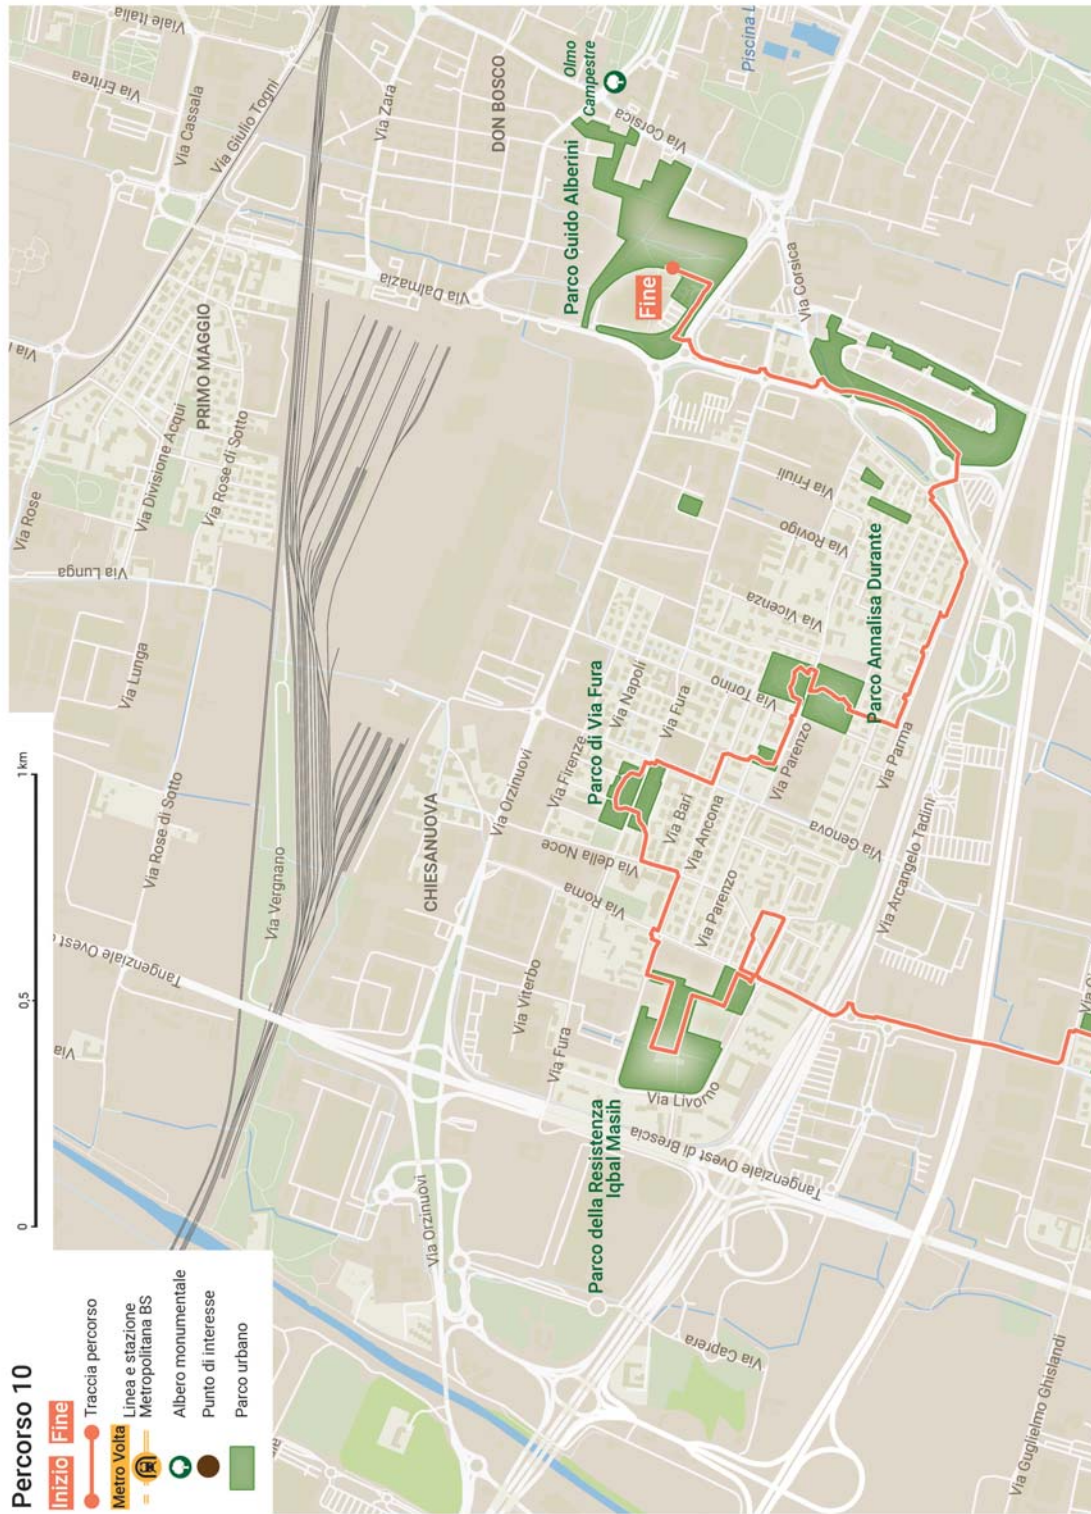 Percorso 10
Inizio Fine
Traccia percorso
Metro Volta
Linea e stazione
Metropolitana BS
Albero monumentale
Punto di interesse
Parco urbano
0
0,5
1 km
Via Rose
Via Lunga
Via Divisione Acqui
PRIMO MAGGIO
Via Rose di Sotto
Via Eritrea
Via Cassala
Viale Italia
Via Giulio Togni
Via Zara
Via Dalmazia
DON BOSCO
Via Lunga
Via Rose di Sotto
Via Vergnano
Via
Tangenziale Ovest
CHIESANUOVA
Via Orzinuovi
Via Orzinuovi
Parco Guido Alberini
Olmo
Campestre
Via Corsica
Piscina L
Fine
Via Corsica
Via Viterbo
Via Fura
Via Roma
Via della Noce
Via Firenze
Parco di Via Fura
Via Napoli
Via Fura
Via Torino
Via Bari
Via Ancona
Via Parenzo
Via Parenzo
Via Vicenza
Via Rovigo
Via Friuli
Parco Annalisa Durante
Via Parma
Via Genova
Via Arcangelo Tadini
Parco della Resistenza
Iqbal Masih
Via Livorno
Tangenziale Ovest di Brescia
Via Caprera
Via Guglielmo Ghislandi